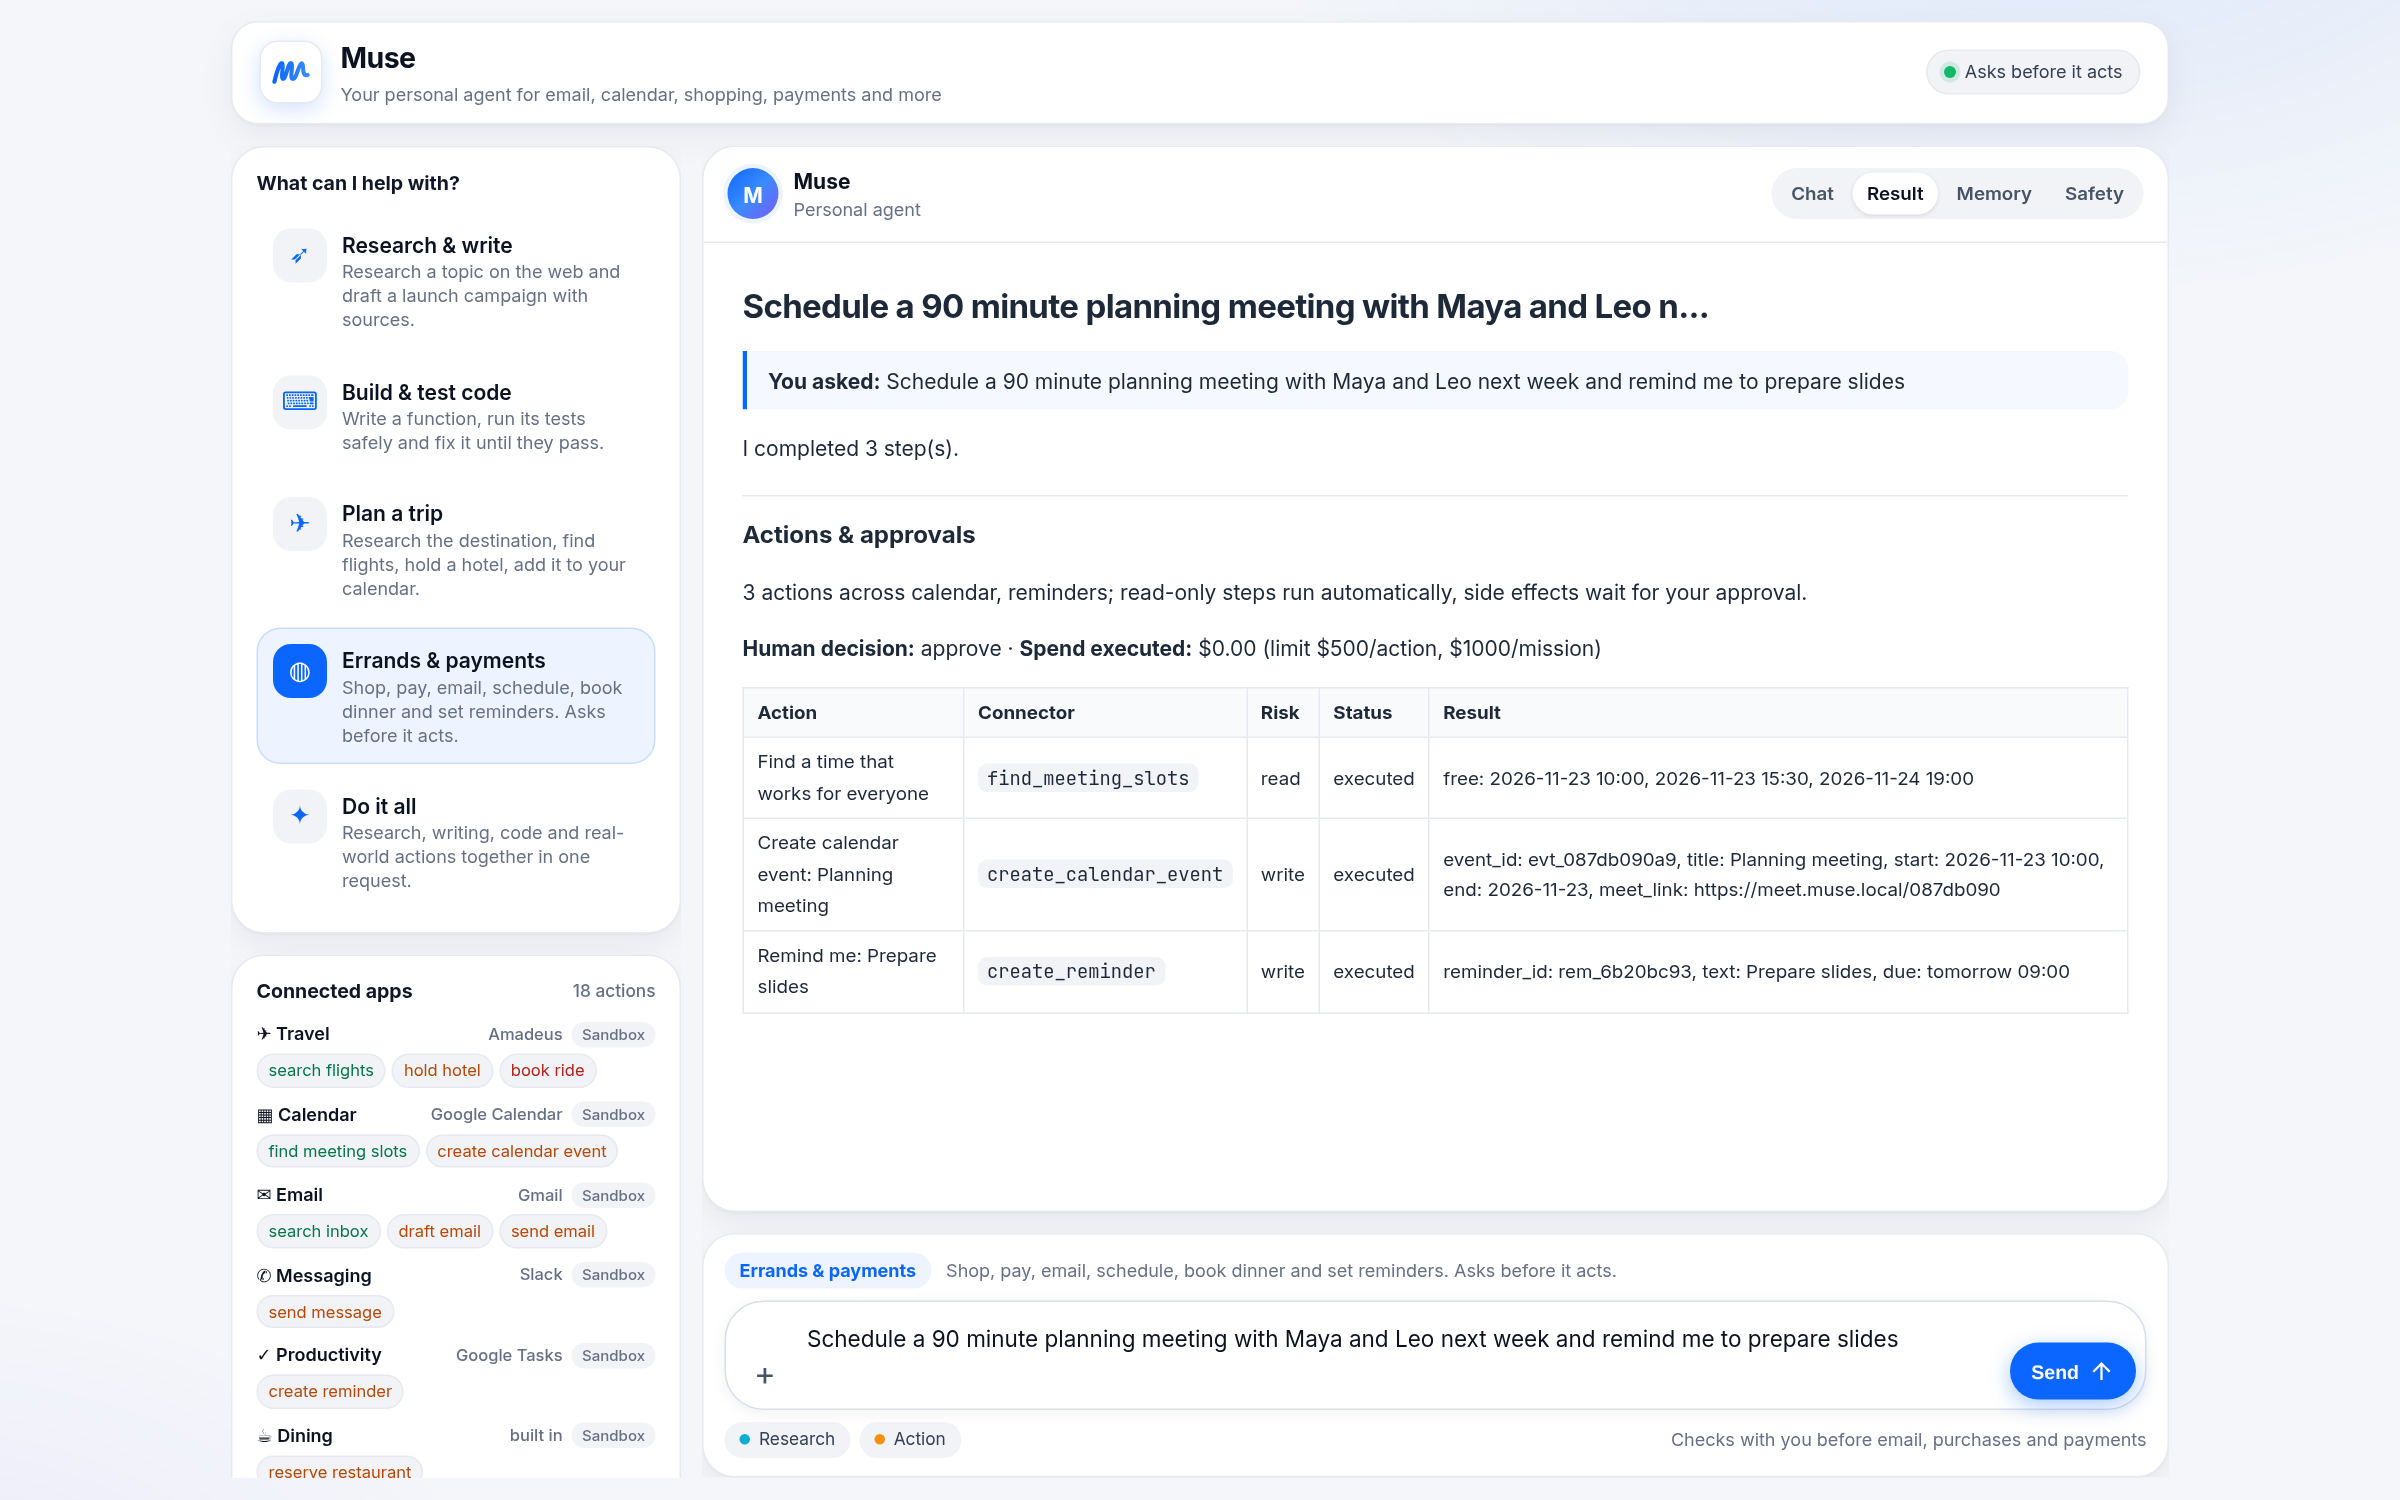 Muse
Your personal agent for email, calendar, shopping, payments and more
Asks before it acts
What can I help with?
Research & write
Research a topic on the web and
draft a launch campaign with
sources.
Build & test code
Write a function, run its tests
safely and fix it until they pass.
Plan a trip
Research the destination, find
flights, hold a hotel, add it to your
calendar.
Errands & payments
Shop, pay, email, schedule, book
dinner and set reminders. Asks
before it acts.
Do it all
Research, writing, code and real-
world actions together in one
request.
Connected apps 18 actions
Travel Amadeus Sandbox
search flights hold hotel book ride
Calendar Google Calendar Sandbox
find meeting slots create calendar event
Email Gmail Sandbox
search inbox draft email send email
Messaging Slack Sandbox
send message
Productivity Google Tasks Sandbox
create reminder
Dining built in Sandbox
reserve restaurant
M
Muse
Personal agent
Chat Result Memory Safety
Schedule a 90 minute planning meeting with Maya and Leo n...
You asked: Schedule a 90 minute planning meeting with Maya and Leo next week and remind me to prepare slides
I completed 3 step(s).
Actions & approvals
3 actions across calendar, reminders; read-only steps run automatically, side effects wait for your approval.
Human decision: approve · Spend executed: $0.00 (limit $500/action, $1000/mission)
Action Connector Risk Status Result
Find a time that
works for everyone
find_meeting_slots read executed free: 2026-11-23 10:00, 2026-11-23 15:30, 2026-11-24 19:00
Create calendar
event: Planning
meeting
create_calendar_event write executed
event_id: evt_087db090a9, title: Planning meeting, start: 2026-11-23 10:00,
end: 2026-11-23, meet_link: https://meet.muse.local/087db090
Remind me: Prepare
slides
create_reminder write executed reminder_id: rem_6b20bc93, text: Prepare slides, due: tomorrow 09:00
Errands & payments Shop, pay, email, schedule, book dinner and set reminders. Asks before it acts.
Schedule a 90 minute planning meeting with Maya and Leo next week and remind me to prepare slides
+
Send ↑
Research Action
Checks with you before email, purchases and payments